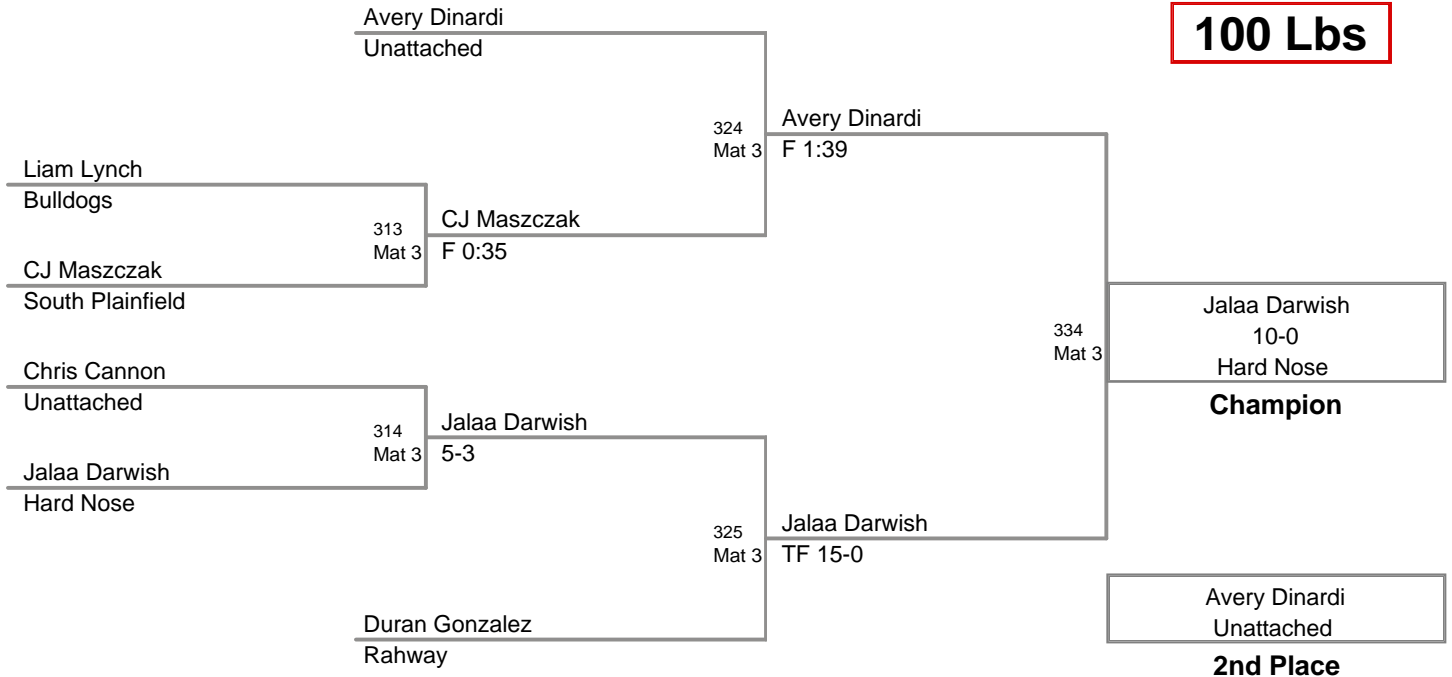 Avery Dinardi
Unattached
100 Lbs
324
Mat 3
Avery Dinardi
F 1:39
Liam Lynch
Bulldogs
313
Mat 3
CJ Maszczak
F 0:35
CJ Maszczak
South Plainfield
334
Mat 3
Jalaa Darwish
10-0
Hard Nose
Champion
Chris Cannon
Unattached
314
Mat 3
Jalaa Darwish
5-3
Jalaa Darwish
Hard Nose
325
Mat 3
Jalaa Darwish
TF 15-0
Duran Gonzalez
Rahway
Avery Dinardi
Unattached
2nd Place